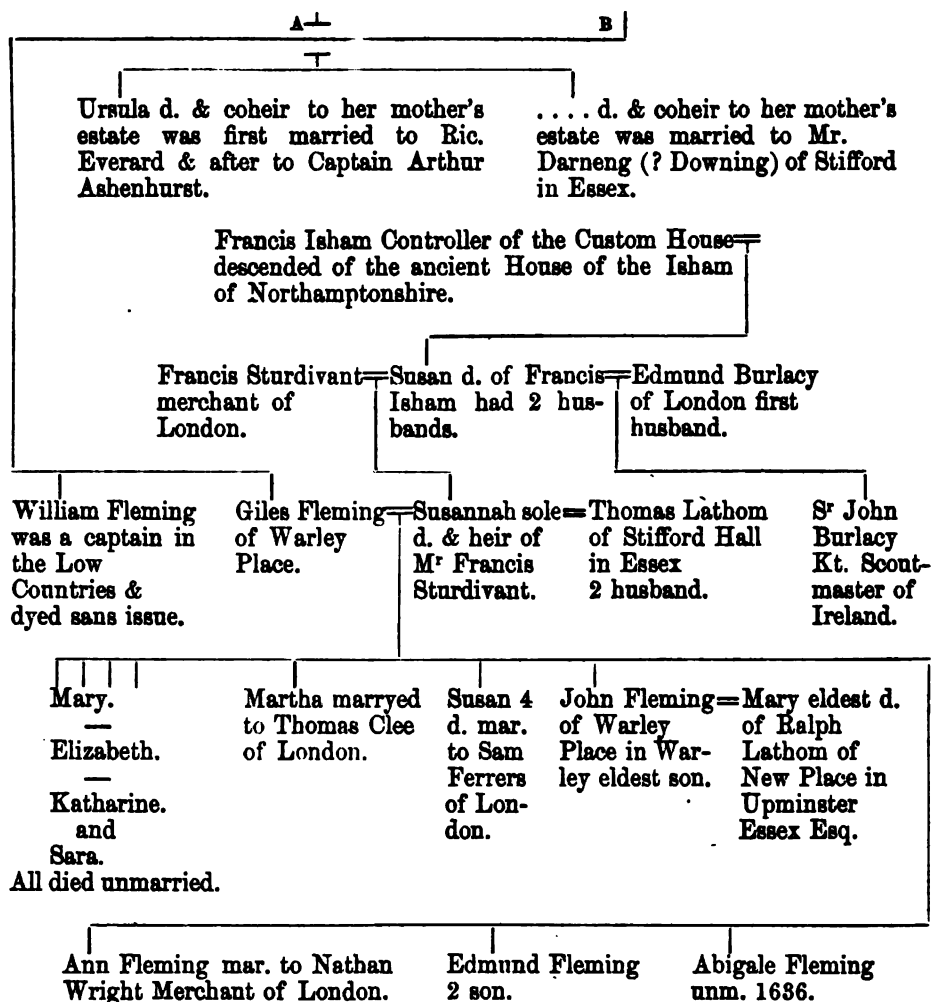 A B
Ursula d. & coheir to her mother's
estate was first married to Ric.
Everard & after to Captain Arthur
Ashenhurst.
. . . . d. & coheir to her mother's
estate was married to Mr.
Darneng (? Downing) of Stifford
in Essex.
Francis Isham Controller of the Custom House
descended of the ancient House of the Isham
of Northamptonshire.
Francis Sturdivant
merchant of
London.
Susan d. of Francis
Isham had 2 hus-
bands.
Edmund Burlacy
of London first
husband.
William Fleming
was a captain in
the Low
Countries &
dyed sans issue.
Giles Fleming
of Warley
Place.
Susannah sole
d. & heir of
Mr Francis
Sturdivant.
Thomas Lathom
of Stifford Hall
in Essex
2 husband.
Sr John
Burlacy
Kt. Scout-
master of
Ireland.
Mary.
—
Elizabeth.
—
Katharine.
and
Sara.
All died unmarried.
Martha marryed
to Thomas Clee
of London.
Susan 4
d. mar.
to Sam
Ferrers
of Lon-
don.
John Fleming
of Warley
Place in War-
ley eldest son.
Mary eldest d.
of Ralph
Lathom of
New Place in
Upminster
Essex Esq.
Ann Fleming mar. to Nathan
Wright Merchant of London.
Edmund Fleming
2 son.
Abigale Fleming
unm. 1636.